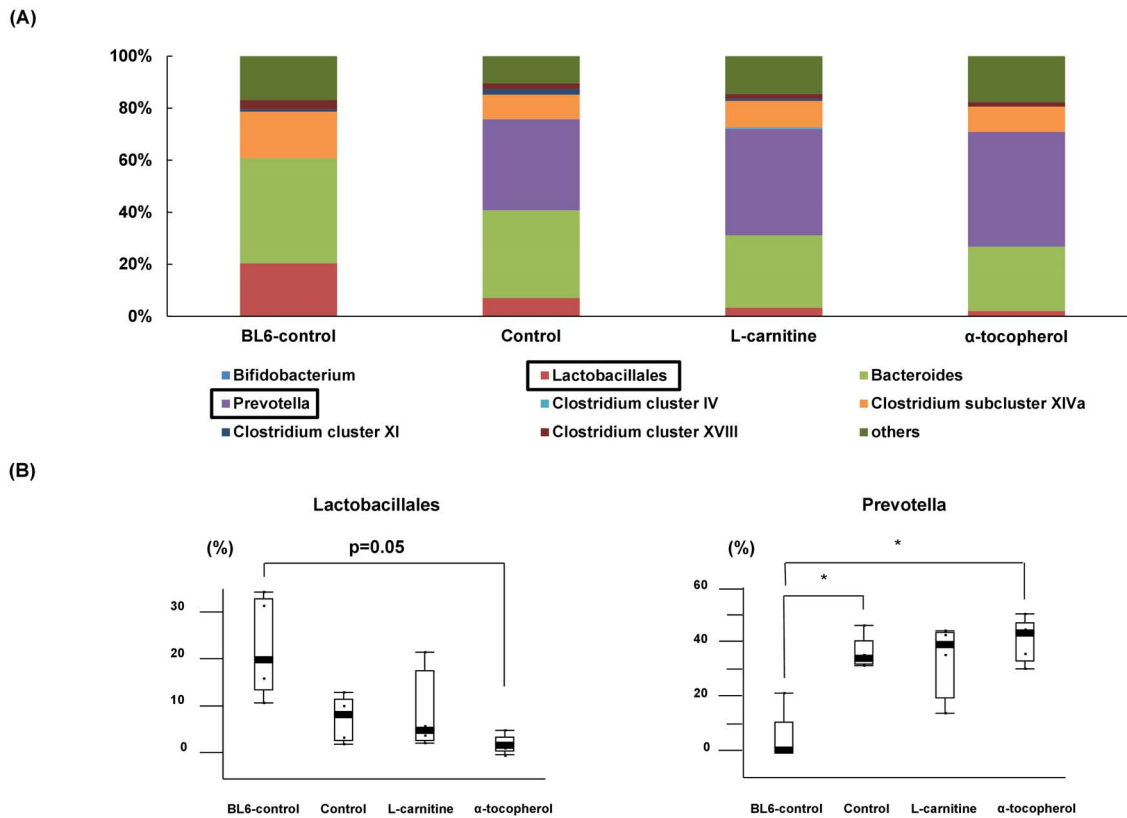 (A)
100%
80%
60%
40%
20%
0%
BL6-control Control L-carnitine α-tocopherol
Bifidobacterium Lactobacillales Bacteroides
Prevotella Clostridium cluster IV Clostridium subcluster XIVa
Clostridium cluster XI Clostridium cluster XVIII others
(B)
Lactobacillales
(%)
p=0.05
30
20
10
0
BL6-control Control L-carnitine α-tocopherol
Prevotella
(%)
*
*
60
40
20
0
BL6-control Control L-carnitine α-tocopherol